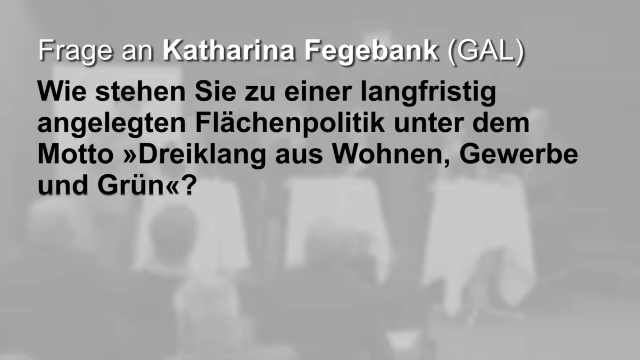 Frage an Katharina Fegebank (GAL)
Wie stehen Sie zu einer langfristig
angelegten Flächenpolitik unter dem
Motto »Dreiklang aus Wohnen, Gewerbe
und Grün«?